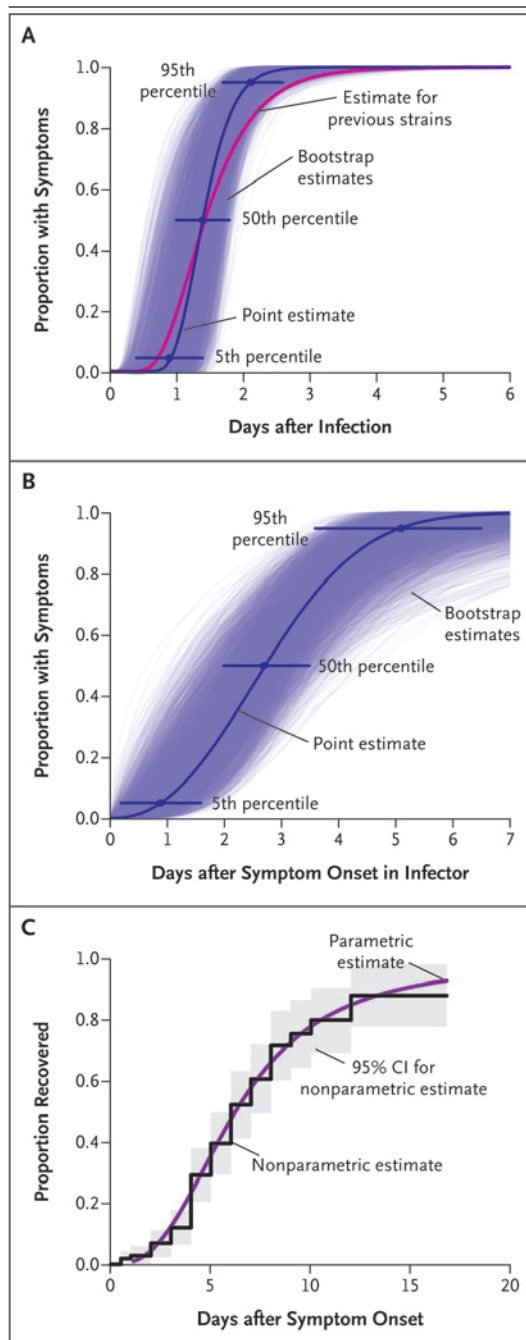 A
1.0
0.8
0.6
0.4
0.2
0.0
Proportion with Symptoms
95th
percentile
Estimate for
previous strains
Bootstrap
estimates
50th percentile
Point estimate
5th percentile
0 1 2 3 4 5 6
Days after Infection
B
1.0
0.8
0.6
0.4
0.2
0.0
Proportion with Symptoms
95th
percentile
Bootstrap
estimates
50th percentile
Point estimate
5th percentile
0 1 2 3 4 5 6 7
Days after Symptom Onset in Infector
C
1.0
0.8
0.6
0.4
0.2
0.0
Proportion Recovered
Parametric
estimate
95% CI for
nonparametric estimate
Nonparametric estimate
0 5 10 15 20
Days after Symptom Onset